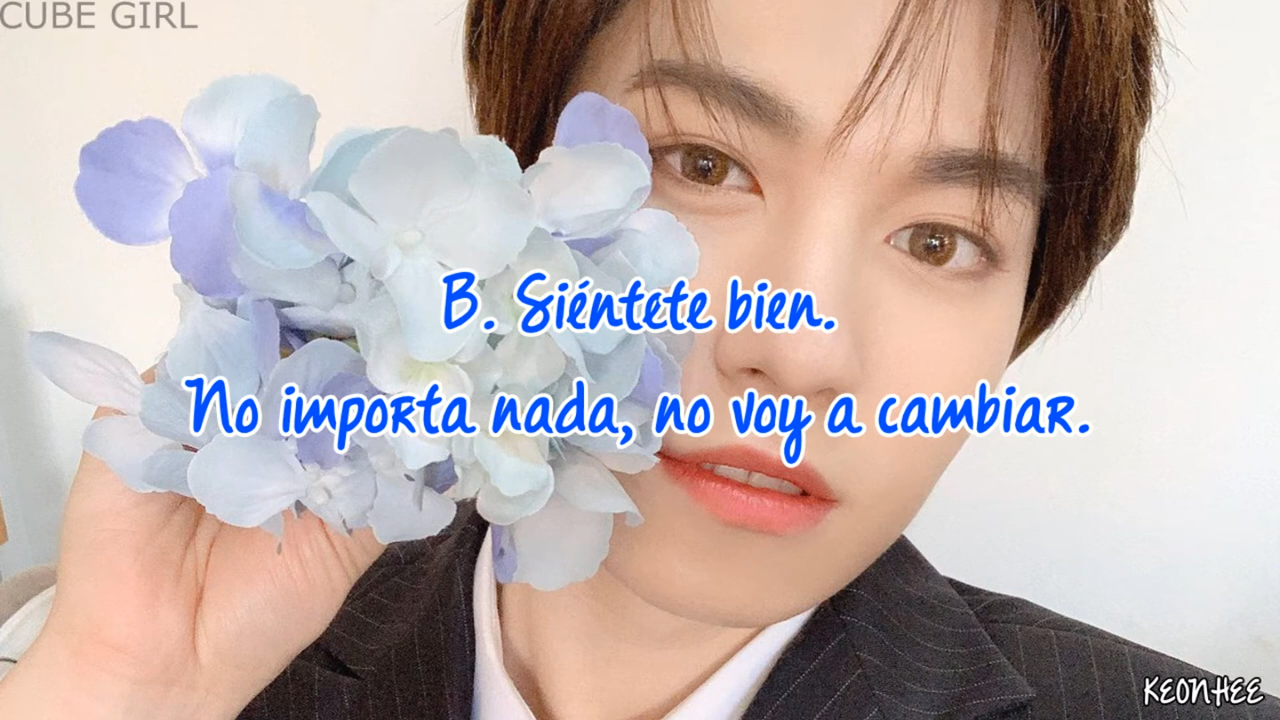 CUBE GIRL
B. Siéntete bien.
No importa nada, no voy a cambiar.
KEONHEE